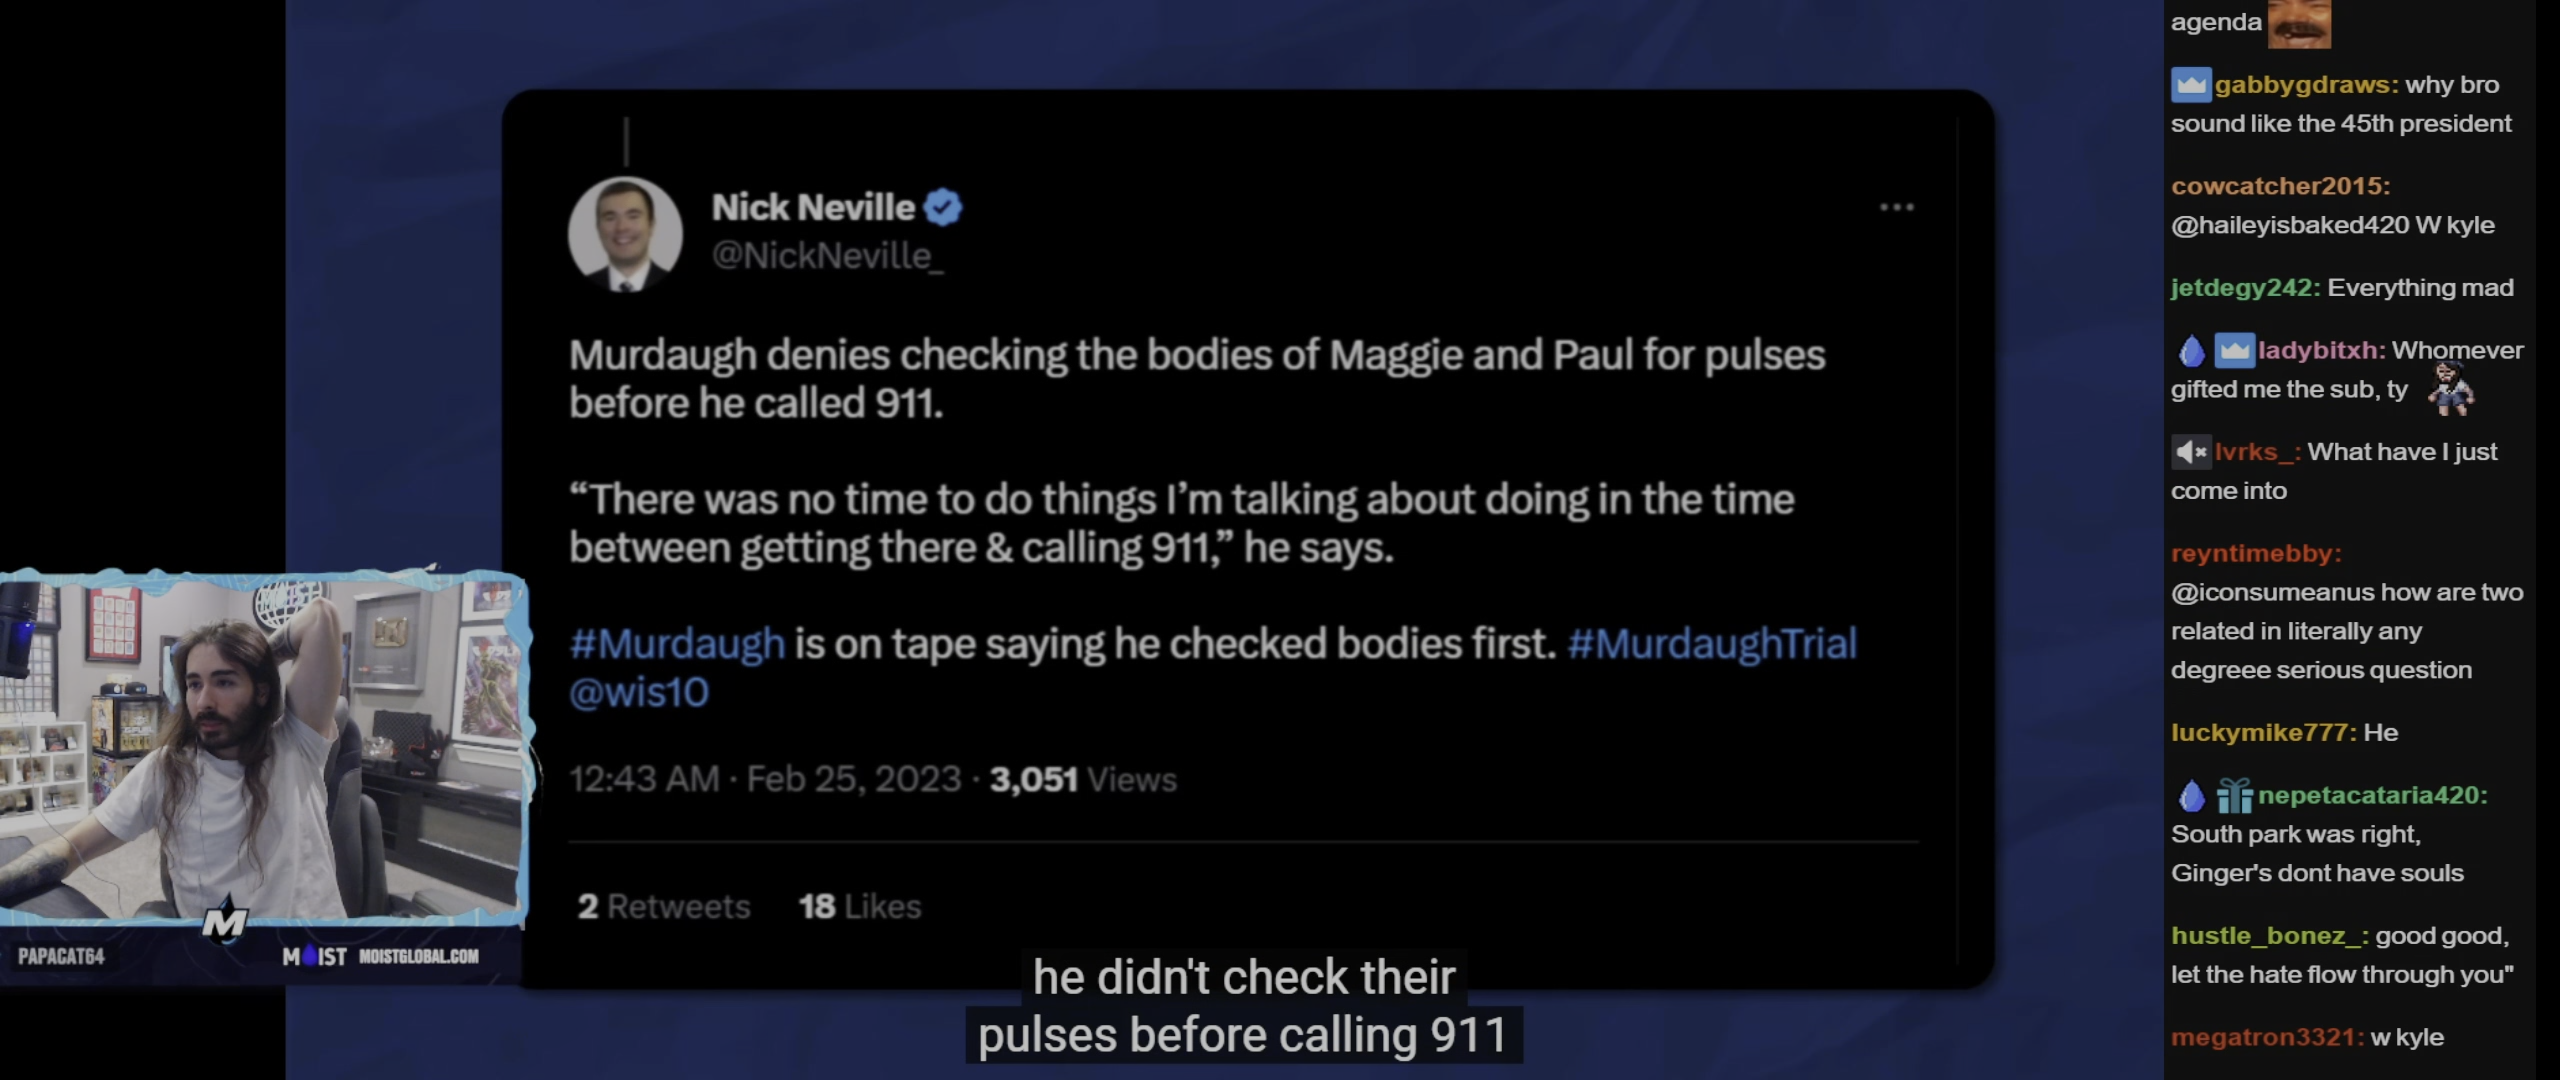 Nick Neville
@NickNeville_
Murdaugh denies checking the bodies of Maggie and Paul for pulses
before he called 911.
“There was no time to do things I’m talking about doing in the time
between getting there & calling 911,” he says.
#Murdaugh is on tape saying he checked bodies first. #MurdaughTrial
@wis10
12:43 AM · Feb 25, 2023 · 3,051 Views
2 Retweets 18 Likes
he didn't check their
pulses before calling 911
MOIST
M
PAPACAT64
MOIST MOISTGLOBAL.COM
agenda
gabbygdraws: why bro
sound like the 45th president
cowcatcher2015:
@haileyisbaked420 W kyle
jetdegy242: Everything mad
ladybitxh: Whomever
gifted me the sub, ty
lvrks_: What have I just
come into
reyntimebby:
@iconsumeanus how are two
related in literally any
degreee serious question
luckymike777: He
nepetacataria420:
South park was right,
Ginger's dont have souls
hustle_bonez_: good good,
let the hate flow through you"
megatron3321: w kyle